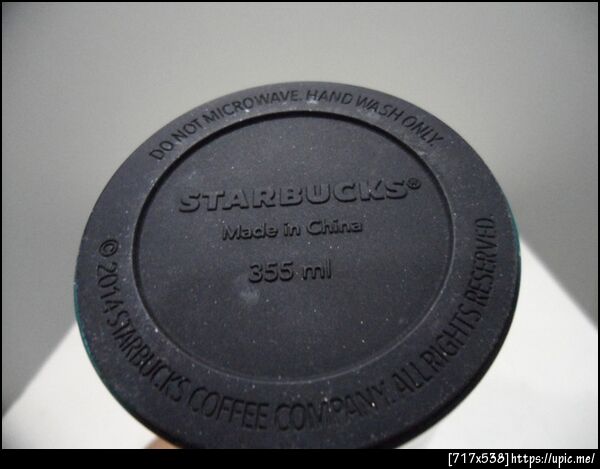 DO NOT MICROWAVE. HAND WASH ONLY.
STARBUCKS®
Made in China
355 ml
© 2014 STARBUCKS COFFEE COMPANY. ALL RIGHTS RESERVED.
[717x538]https://upic.me/